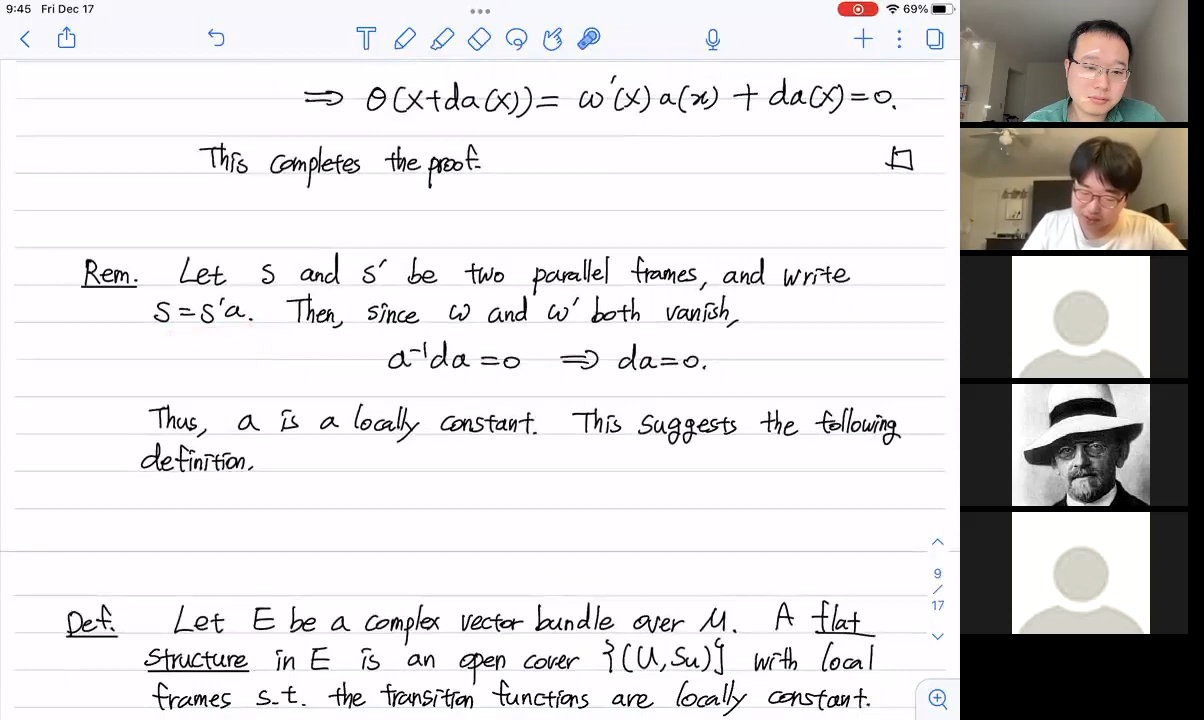 9:45 Fri Dec 17
69%
⟹ θ(X+da(X)) = ω'(X) a(x) + da(X) = 0.
This completes the proof. □
Rem. Let s and s' be two parallel frames, and write
s = s'a. Then, since ω and ω' both vanish,
a⁻¹da = 0 ⟹ da = 0.
Thus, a is a locally constant. This suggests the following
definition.
9
/
17
Def. Let E be a complex vector bundle over M. A flat
structure in E is an open cover {(U, Su)} with local
frames s.t. the transition functions are locally constant.